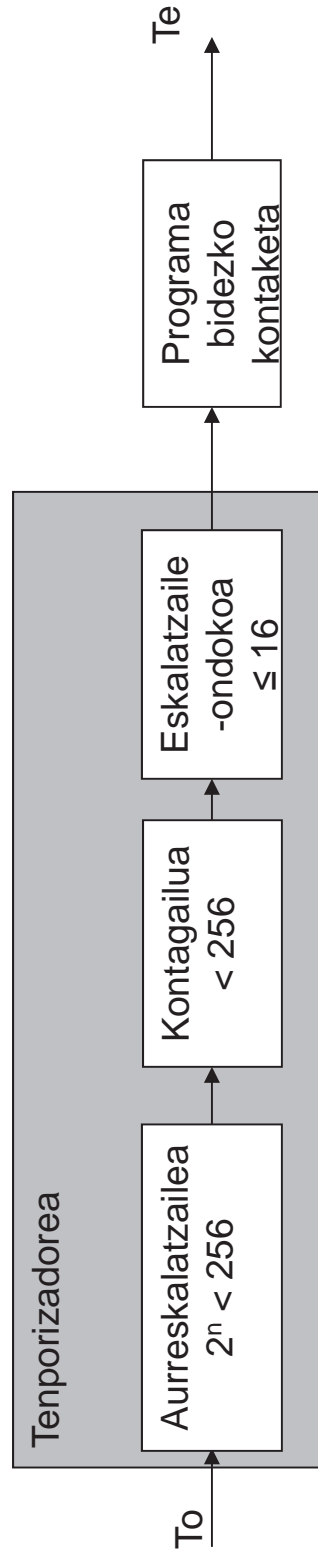 Tenporizadorea
To
Aurreskalatzailea
2ⁿ < 256
Kontagailua
< 256
Eskalatzaile
-ondokoa
≤ 16
Programa
bidezko
kontaketa
Te